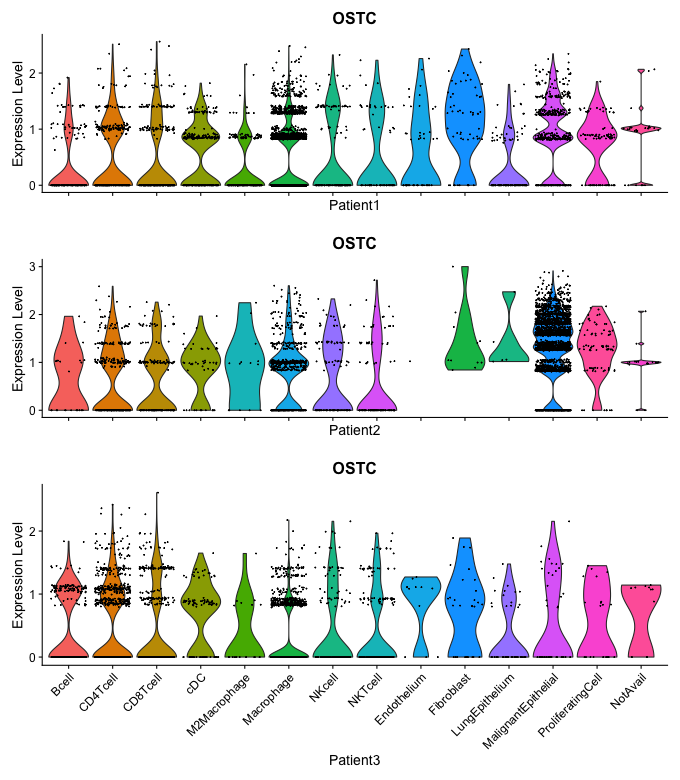 OSTC
Expression Level
2
1
0
Patient1
OSTC
Expression Level
3
2
1
0
Patient2
OSTC
Expression Level
2
1
0
Bcell
CD4Tcell
CD8Tcell
cDC
M2Macrophage
Macrophage
NKcell
NKTcell
Endothelium
Fibroblast
LungEpithelium
MalignantEpithelial
ProliferatingCell
NotAvail
Patient3